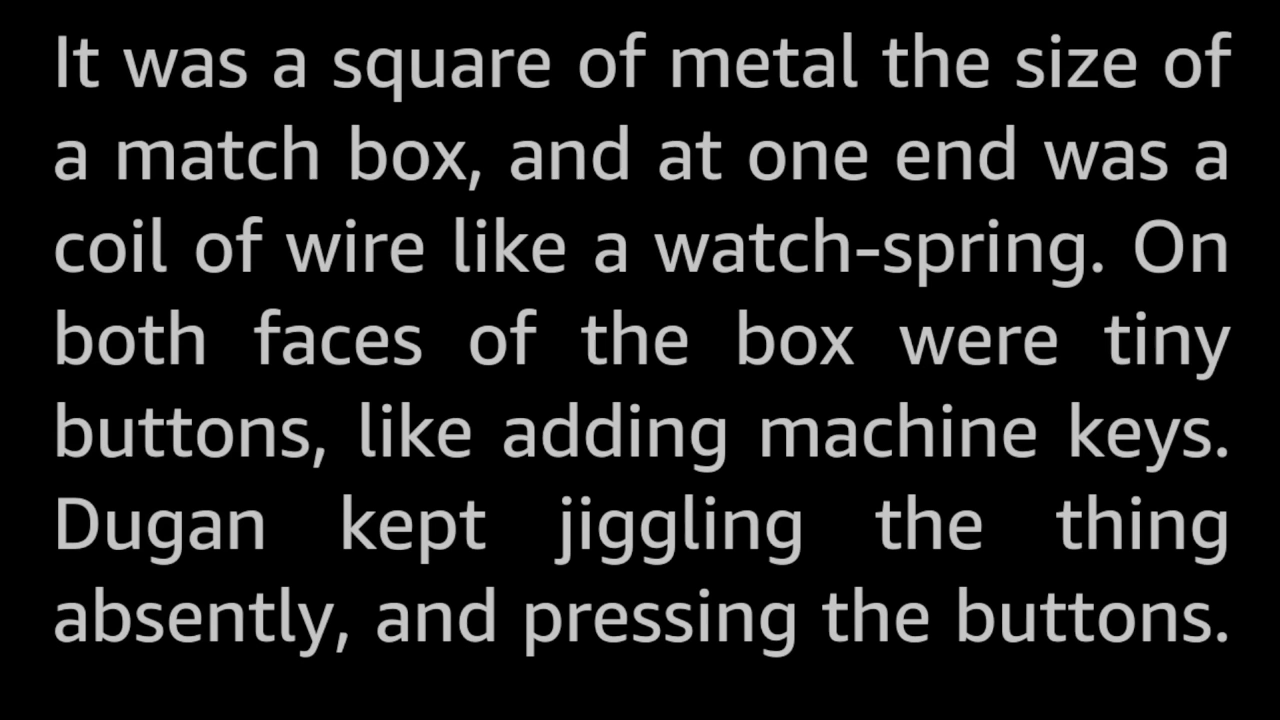 It was a square of metal the size of
a match box, and at one end was a
coil of wire like a watch-spring. On
both faces of the box were tiny
buttons, like adding machine keys.
Dugan kept jiggling the thing
absently, and pressing the buttons.